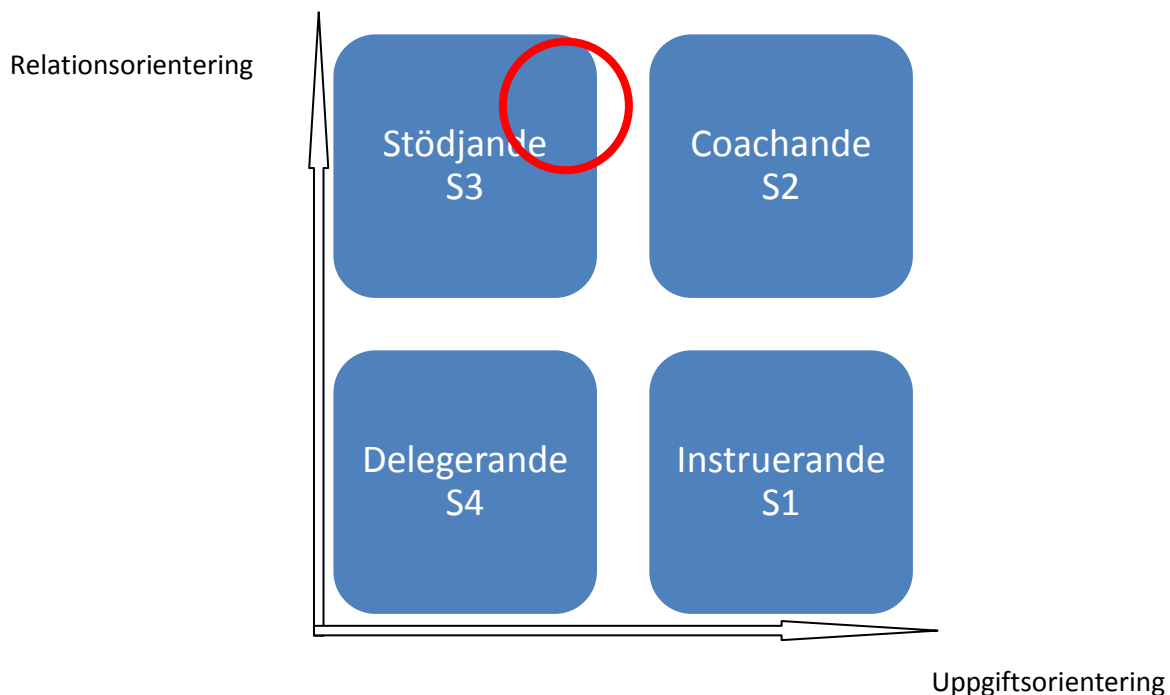 Relationsorientering
Stödjande
S3
Coachande
S2
Delegerande
S4
Instruerande
S1
Uppgiftsorientering